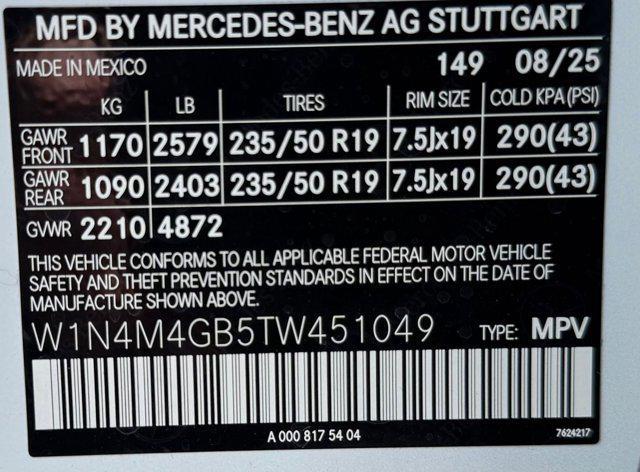 MFD BY MERCEDES-BENZ AG STUTTGART
MADE IN MEXICO 149 08/25
KG LB TIRES RIM SIZE COLD KPA(PSI)
GAWR FRONT 1170 2579 235/50 R19 7.5Jx19 290(43)
GAWR REAR 1090 2403 235/50 R19 7.5Jx19 290(43)
GVWR 2210 4872
THIS VEHICLE CONFORMS TO ALL APPLICABLE FEDERAL MOTOR VEHICLE
SAFETY AND THEFT PREVENTION STANDARDS IN EFFECT ON THE DATE OF
MANUFACTURE SHOWN ABOVE.
W1N4M4GB5TW451049 TYPE: MPV
A 000 817 54 04 7624217